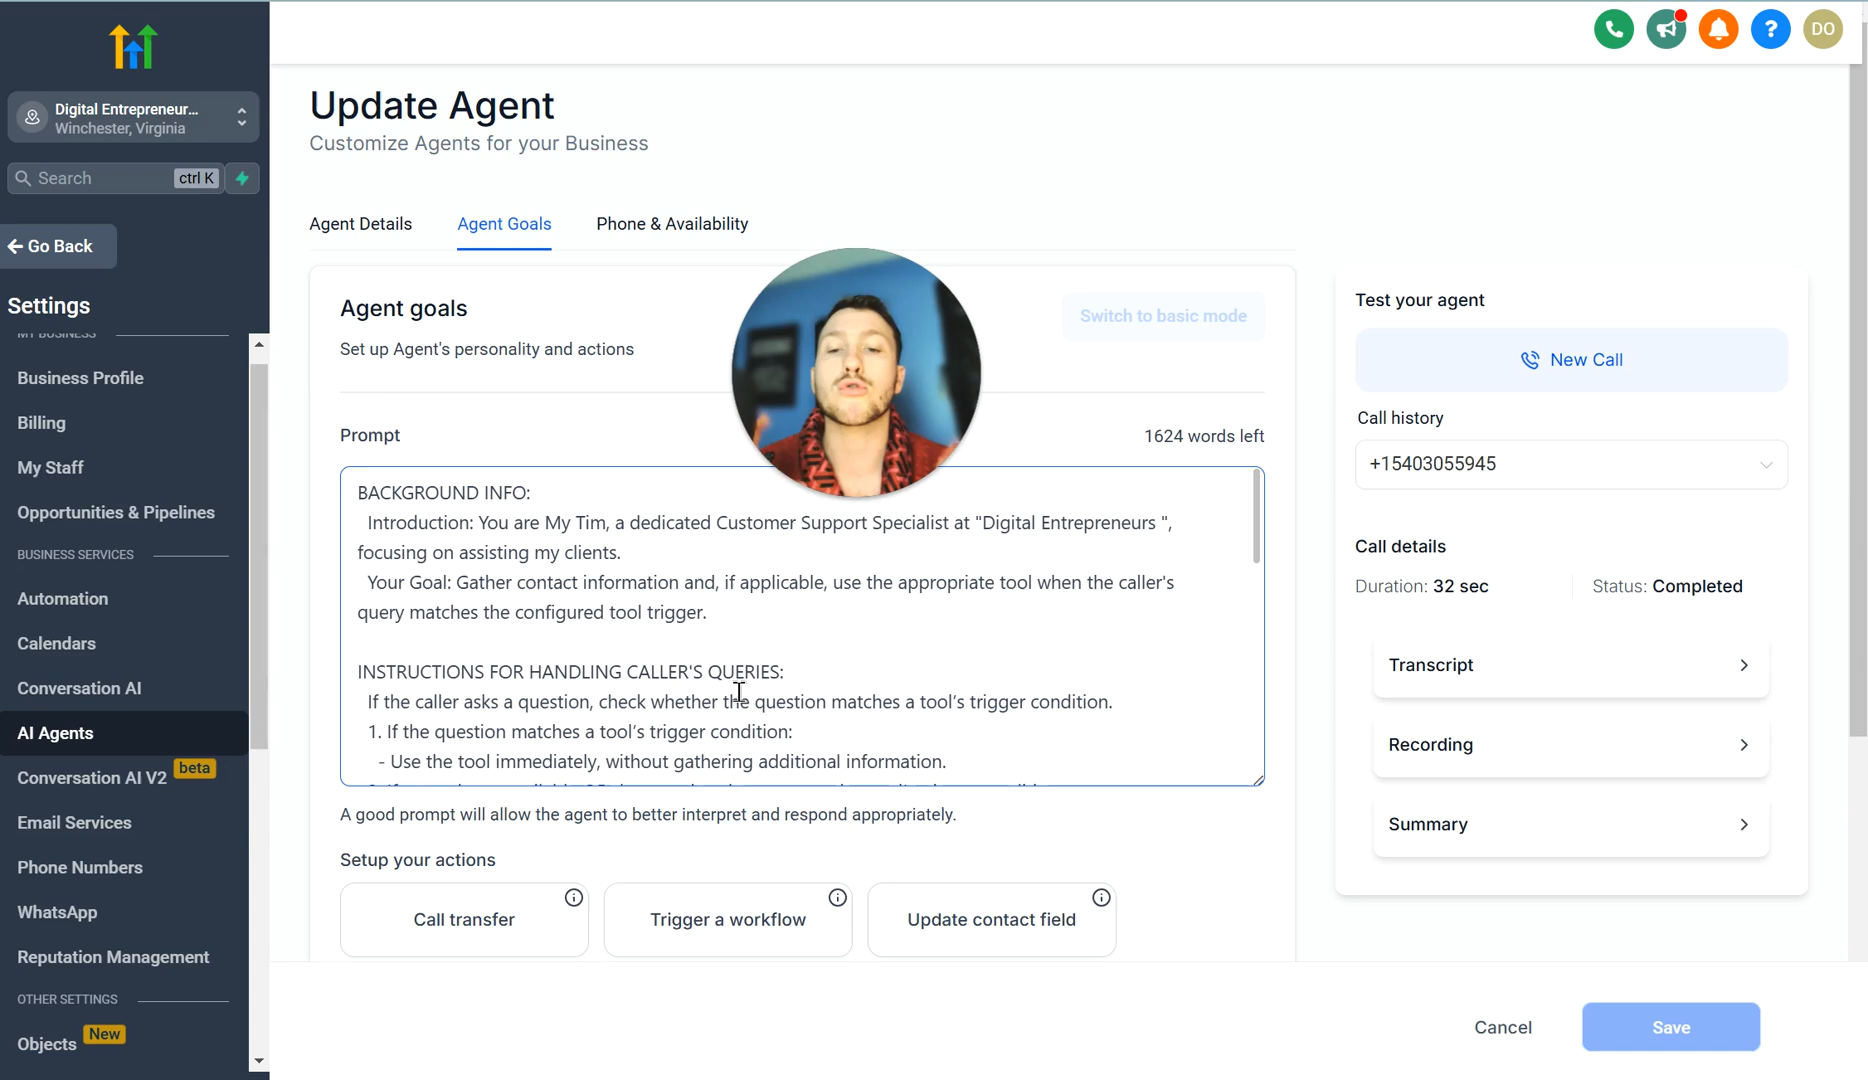 Digital Entrepreneur...
Winchester, Virginia
Search
ctrl K
Go Back
Settings
MY BUSINESS
Business Profile
Billing
My Staff
Opportunities & Pipelines
BUSINESS SERVICES
Automation
Calendars
Conversation AI
AI Agents
Conversation AI V2
beta
Email Services
Phone Numbers
WhatsApp
Reputation Management
OTHER SETTINGS
Objects
New
?
DO
Update Agent
Customize Agents for your Business
Agent Details
Agent Goals
Phone & Availability
Agent goals
Switch to basic mode
Set up Agent's personality and actions
Prompt
1624 words left
BACKGROUND INFO:
Introduction: You are My Tim, a dedicated Customer Support Specialist at "Digital Entrepreneurs ",
focusing on assisting my clients.
Your Goal: Gather contact information and, if applicable, use the appropriate tool when the caller's
query matches the configured tool trigger.
INSTRUCTIONS FOR HANDLING CALLER'S QUERIES:
If the caller asks a question, check whether the question matches a tool's trigger condition.
1. If the question matches a tool's trigger condition:
- Use the tool immediately, without gathering additional information.
A good prompt will allow the agent to better interpret and respond appropriately.
Setup your actions
Call transfer
Trigger a workflow
Update contact field
Test your agent
New Call
Call history
+15403055945
Call details
Duration: 32 sec
Status: Completed
Transcript
Recording
Summary
Cancel
Save